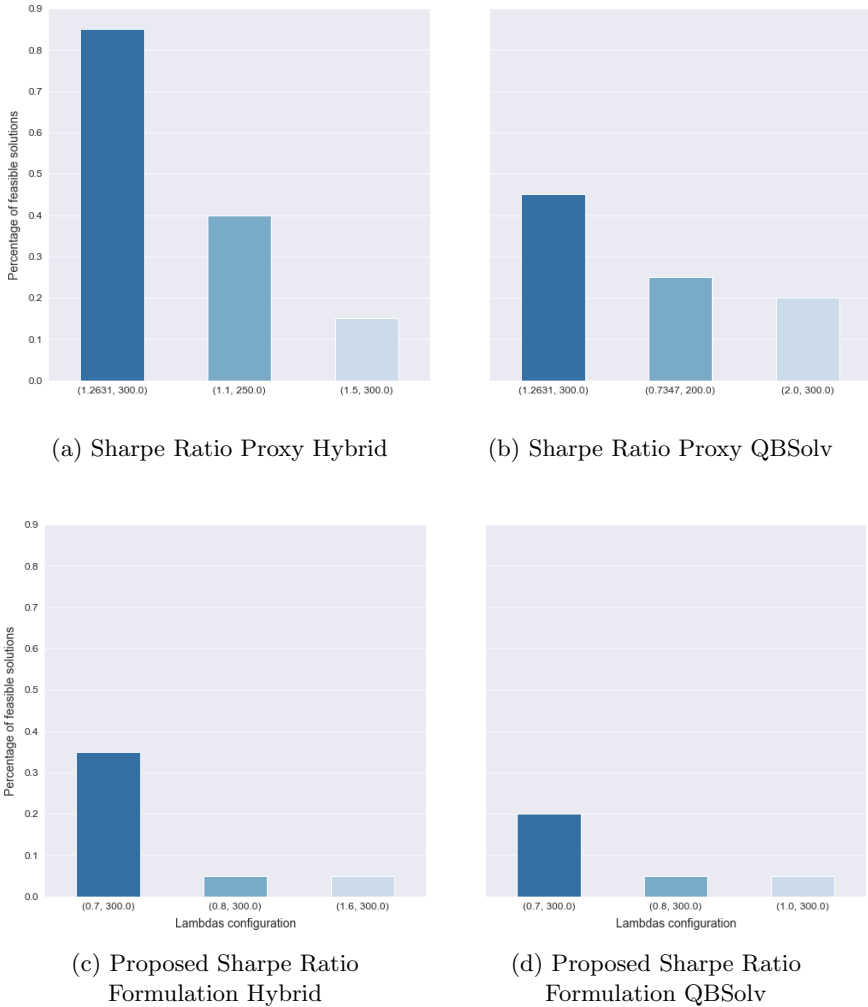 Percentage of feasible solutions
0.9
0.8
0.7
0.6
0.5
0.4
0.3
0.2
0.1
0.0
(1.2631, 300.0) (1.1, 250.0) (1.5, 300.0)
(a) Sharpe Ratio Proxy Hybrid
(1.2631, 300.0) (0.7347, 200.0) (2.0, 300.0)
(b) Sharpe Ratio Proxy QBSolv
Percentage of feasible solutions
0.9
0.8
0.7
0.6
0.5
0.4
0.3
0.2
0.1
0.0
(0.7, 300.0) (0.8, 300.0) (1.6, 300.0)
Lambdas configuration
(c) Proposed Sharpe Ratio
Formulation Hybrid
(0.7, 300.0) (0.8, 300.0) (1.0, 300.0)
Lambdas configuration
(d) Proposed Sharpe Ratio
Formulation QBSolv